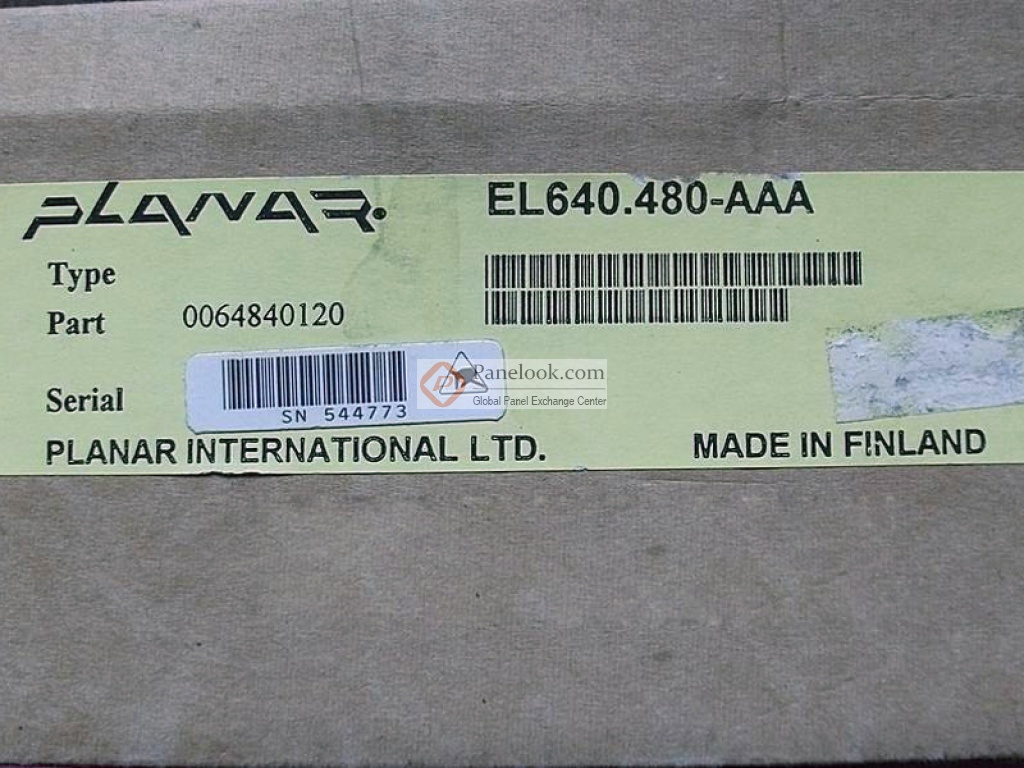 PLANAR.
EL640.480-AAA
Type
Part 0064840120
Serial
SN 544773
Panelook.com
Global Panel Exchange Center
PLANAR INTERNATIONAL LTD. MADE IN FINLAND